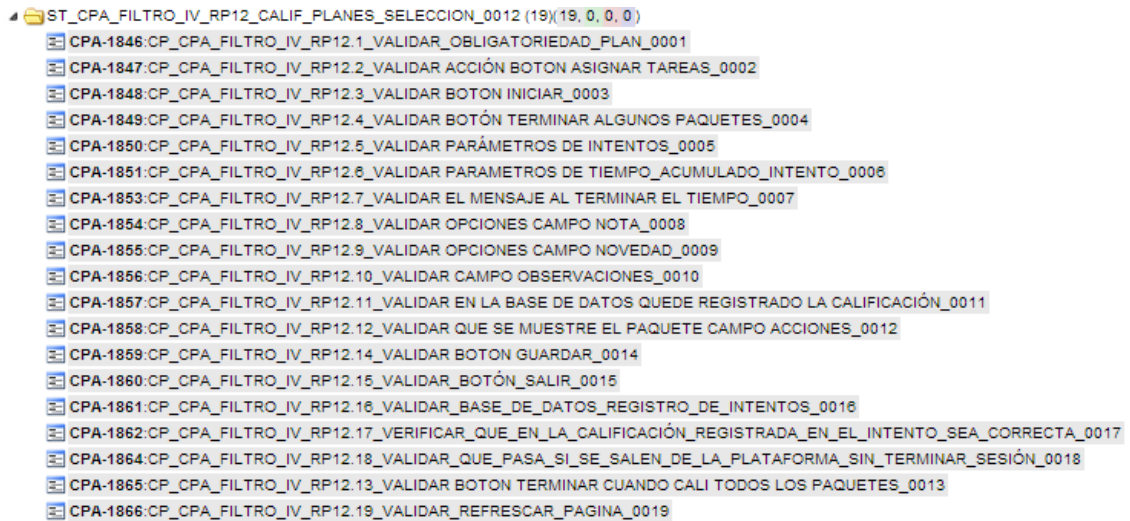 ST_CPA_FILTRO_IV_RP12_CALIF_PLANES_SELECCION_0012 (19)(19, 0, 0, 0)
CPA-1846:CP_CPA_FILTRO_IV_RP12.1_VALIDAR_OBLIGATORIEDAD_PLAN_0001
CPA-1847:CP_CPA_FILTRO_IV_RP12.2_VALIDAR ACCIÓN BOTON ASIGNAR TAREAS_0002
CPA-1848:CP_CPA_FILTRO_IV_RP12.3_VALIDAR BOTON INICIAR_0003
CPA-1849:CP_CPA_FILTRO_IV_RP12.4_VALIDAR BOTÓN TERMINAR ALGUNOS PAQUETES_0004
CPA-1850:CP_CPA_FILTRO_IV_RP12.5_VALIDAR PARÁMETROS DE INTENTOS_0005
CPA-1851:CP_CPA_FILTRO_IV_RP12.6_VALIDAR PARAMETROS DE TIEMPO_ACUMULADO_INTENTO_0006
CPA-1853:CP_CPA_FILTRO_IV_RP12.7_VALIDAR EL MENSAJE AL TERMINAR EL TIEMPO_0007
CPA-1854:CP_CPA_FILTRO_IV_RP12.8_VALIDAR OPCIONES CAMPO NOTA_0008
CPA-1855:CP_CPA_FILTRO_IV_RP12.9_VALIDAR OPCIONES CAMPO NOVEDAD_0009
CPA-1856:CP_CPA_FILTRO_IV_RP12.10_VALIDAR CAMPO OBSERVACIONES_0010
CPA-1857:CP_CPA_FILTRO_IV_RP12.11_VALIDAR EN LA BASE DE DATOS QUEDE REGISTRADO LA CALIFICACIÓN_0011
CPA-1858:CP_CPA_FILTRO_IV_RP12.12_VALIDAR QUE SE MUESTRE EL PAQUETE CAMPO ACCIONES_0012
CPA-1859:CP_CPA_FILTRO_IV_RP12.14_VALIDAR BOTON GUARDAR_0014
CPA-1860:CP_CPA_FILTRO_IV_RP12.15_VALIDAR_BOTÓN_SALIR_0015
CPA-1861:CP_CPA_FILTRO_IV_RP12.16_VALIDAR_BASE_DE_DATOS_REGISTRO_DE_INTENTOS_0016
CPA-1862:CP_CPA_FILTRO_IV_RP12.17_VERIFICAR_QUE_EN_LA_CALIFICACIÓN_REGISTRADA_EN_EL_INTENTO_SEA_CORRECTA_0017
CPA-1864:CP_CPA_FILTRO_IV_RP12.18_VALIDAR_QUE_PASA_SI_SE_SALEN_DE_LA_PLATAFORMA_SIN_TERMINAR_SESIÓN_0018
CPA-1865:CP_CPA_FILTRO_IV_RP12.13_VALIDAR BOTON TERMINAR CUANDO CALI TODOS LOS PAQUETES_0013
CPA-1866:CP_CPA_FILTRO_IV_RP12.19_VALIDAR_REFRESCAR_PAGINA_0019